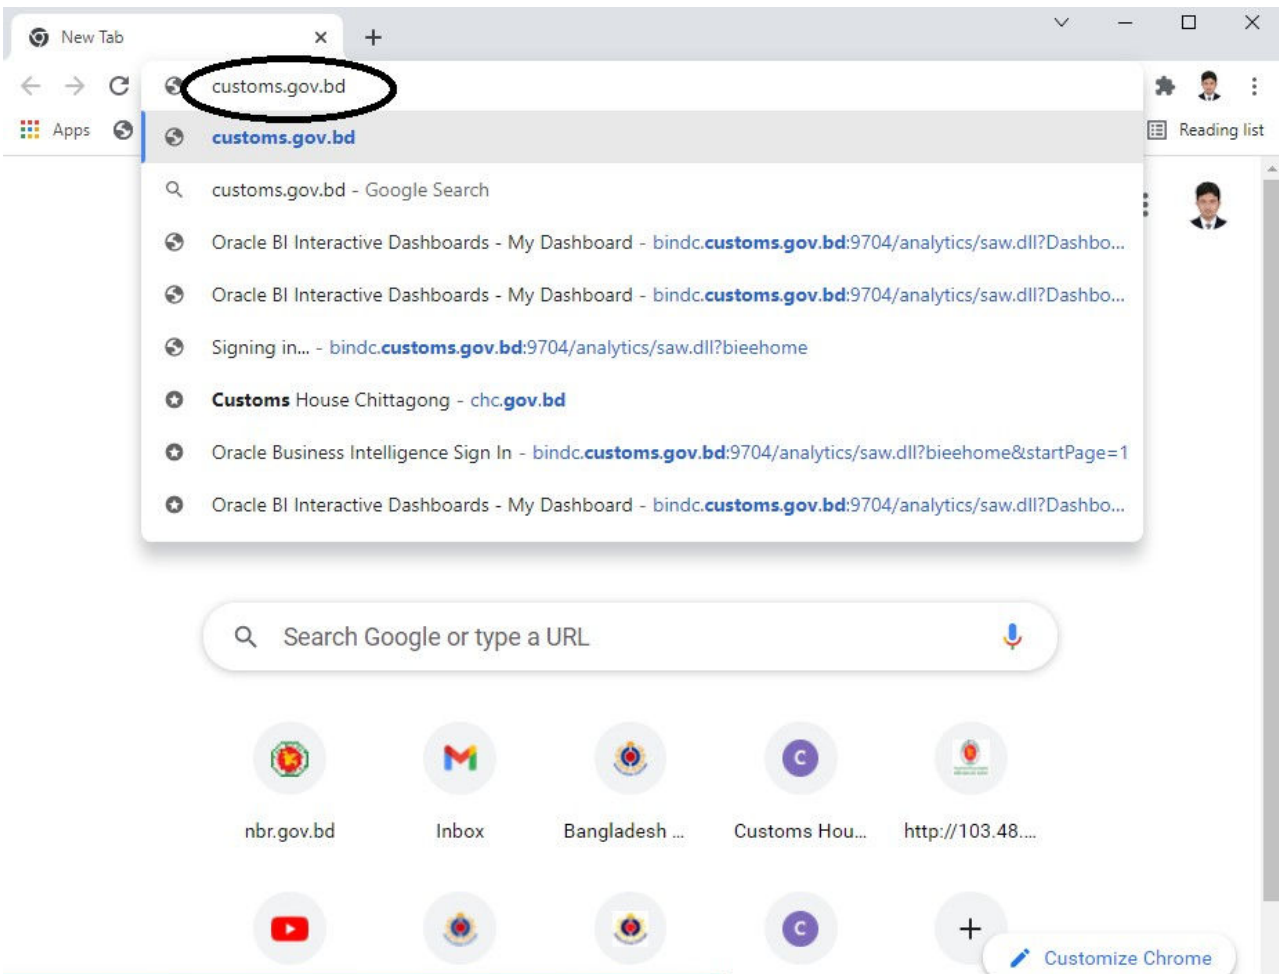 New Tab
customs.gov.bd
Apps
Reading list
customs.gov.bd
customs.gov.bd - Google Search
Oracle BI Interactive Dashboards - My Dashboard - bindc.customs.gov.bd:9704/analytics/saw.dll?Dashbo...
Oracle BI Interactive Dashboards - My Dashboard - bindc.customs.gov.bd:9704/analytics/saw.dll?Dashbo...
Signing in... - bindc.customs.gov.bd:9704/analytics/saw.dll?bieehome
Customs House Chittagong - chc.gov.bd
Oracle Business Intelligence Sign In - bindc.customs.gov.bd:9704/analytics/saw.dll?bieehome&startPage=1
Oracle BI Interactive Dashboards - My Dashboard - bindc.customs.gov.bd:9704/analytics/saw.dll?Dashbo...
Search Google or type a URL
C
nbr.gov.bd
Inbox
Bangladesh ...
Customs Hou...
http://103.48....
C
Customize Chrome